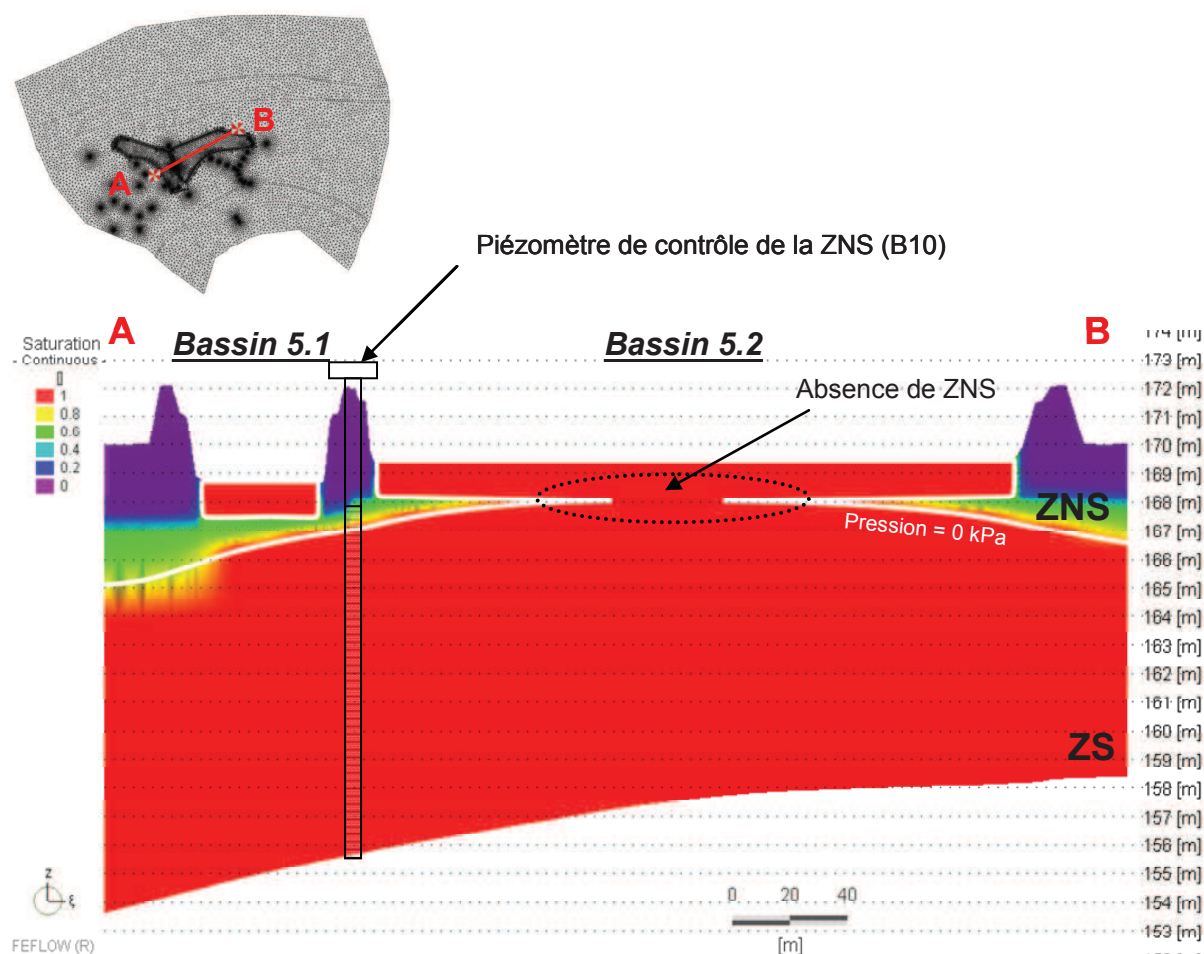 B
A
Piézomètre de contrôle de la ZNS (B10)
Saturation
- Continuous -
[]
1
0.8
0.6
0.4
0.2
0
A
Bassin 5.1
Bassin 5.2
B
Absence de ZNS
ZNS
Pression = 0 kPa
ZS
174 [m]
173 [m]
172 [m]
171 [m]
170 [m]
169 [m]
168 [m]
167 [m]
166 [m]
165 [m]
164 [m]
163 [m]
162 [m]
161 [m]
160 [m]
159 [m]
158 [m]
157 [m]
156 [m]
155 [m]
154 [m]
153 [m]
z
ξ
0 20 40
[m]
FEFLOW (R)